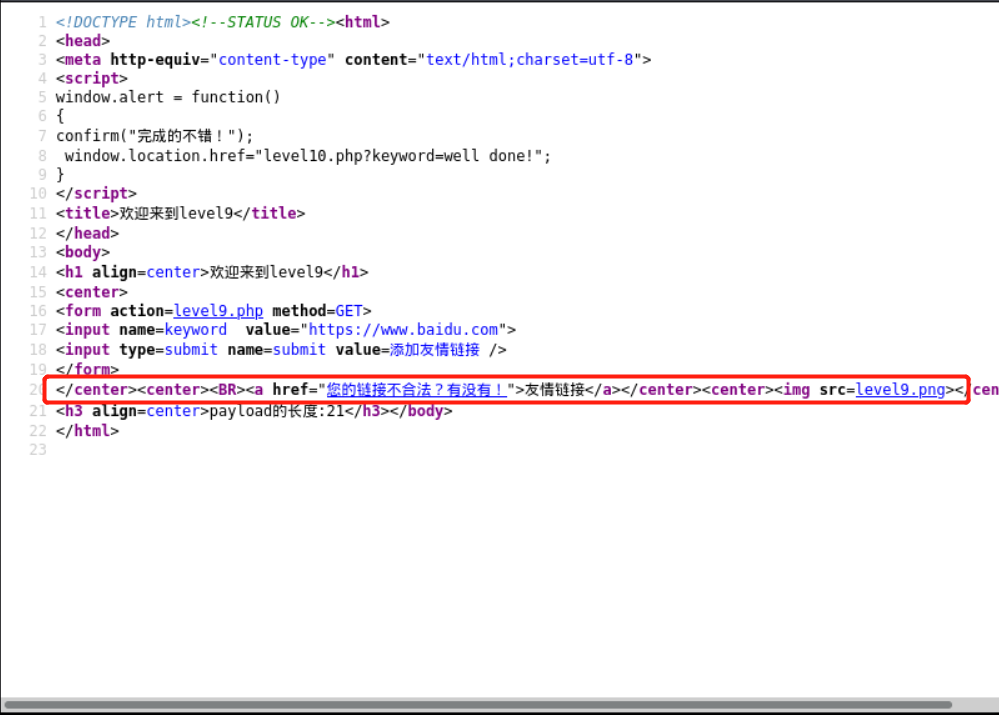 1 <!DOCTYPE html><!--STATUS OK--><html>
2 <head>
3 <meta http-equiv="content-type" content="text/html;charset=utf-8">
4 <script>
5 window.alert = function()
6 {
7 confirm("完成的不错！");
8  window.location.href="level10.php?keyword=well done!";
9 }
10 </script>
11 <title>欢迎来到level9</title>
12 </head>
13 <body>
14 <h1 align=center>欢迎来到level9</h1>
15 <center>
16 <form action=level9.php method=GET>
17 <input name=keyword  value="https://www.baidu.com">
18 <input type=submit name=submit value=添加友情链接 />
19 </form>
20 </center><center><BR><a href="您的链接不合法？有没有！">友情链接</a></center><center><img src=level9.png></cen
21 <h3 align=center>payload的长度:21</h3></body>
22 </html>
23